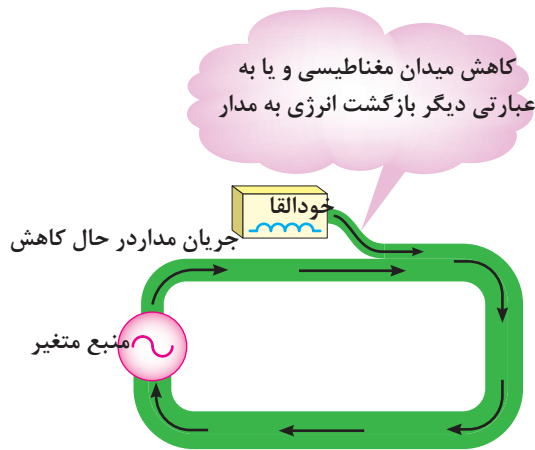 کاهش میدان مغناطیسی و یا به
عبارتی دیگر بازگشت انرژی به مدار
خودالقا
جریان مداردر حال کاهش
منبع متغیر